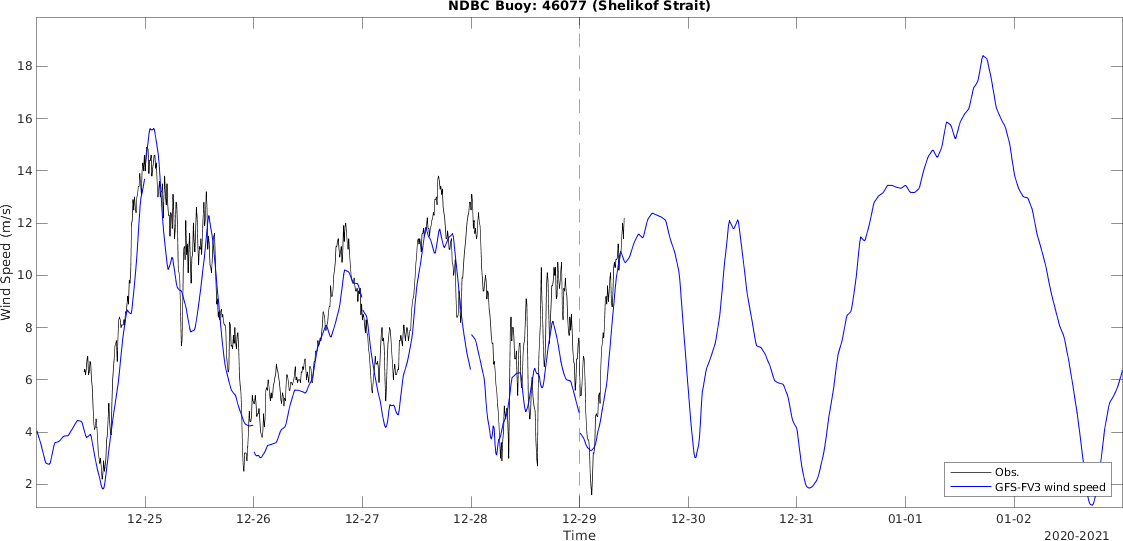 NDBC Buoy: 46077 (Shelikof Strait)
18
16
14
12
10
8
6
4
2
Wind Speed (m/s)
Obs.
GFS-FV3 wind speed
12-25 12-26 12-27 12-28 12-29 12-30 12-31 01-01 01-02
Time
2020-2021